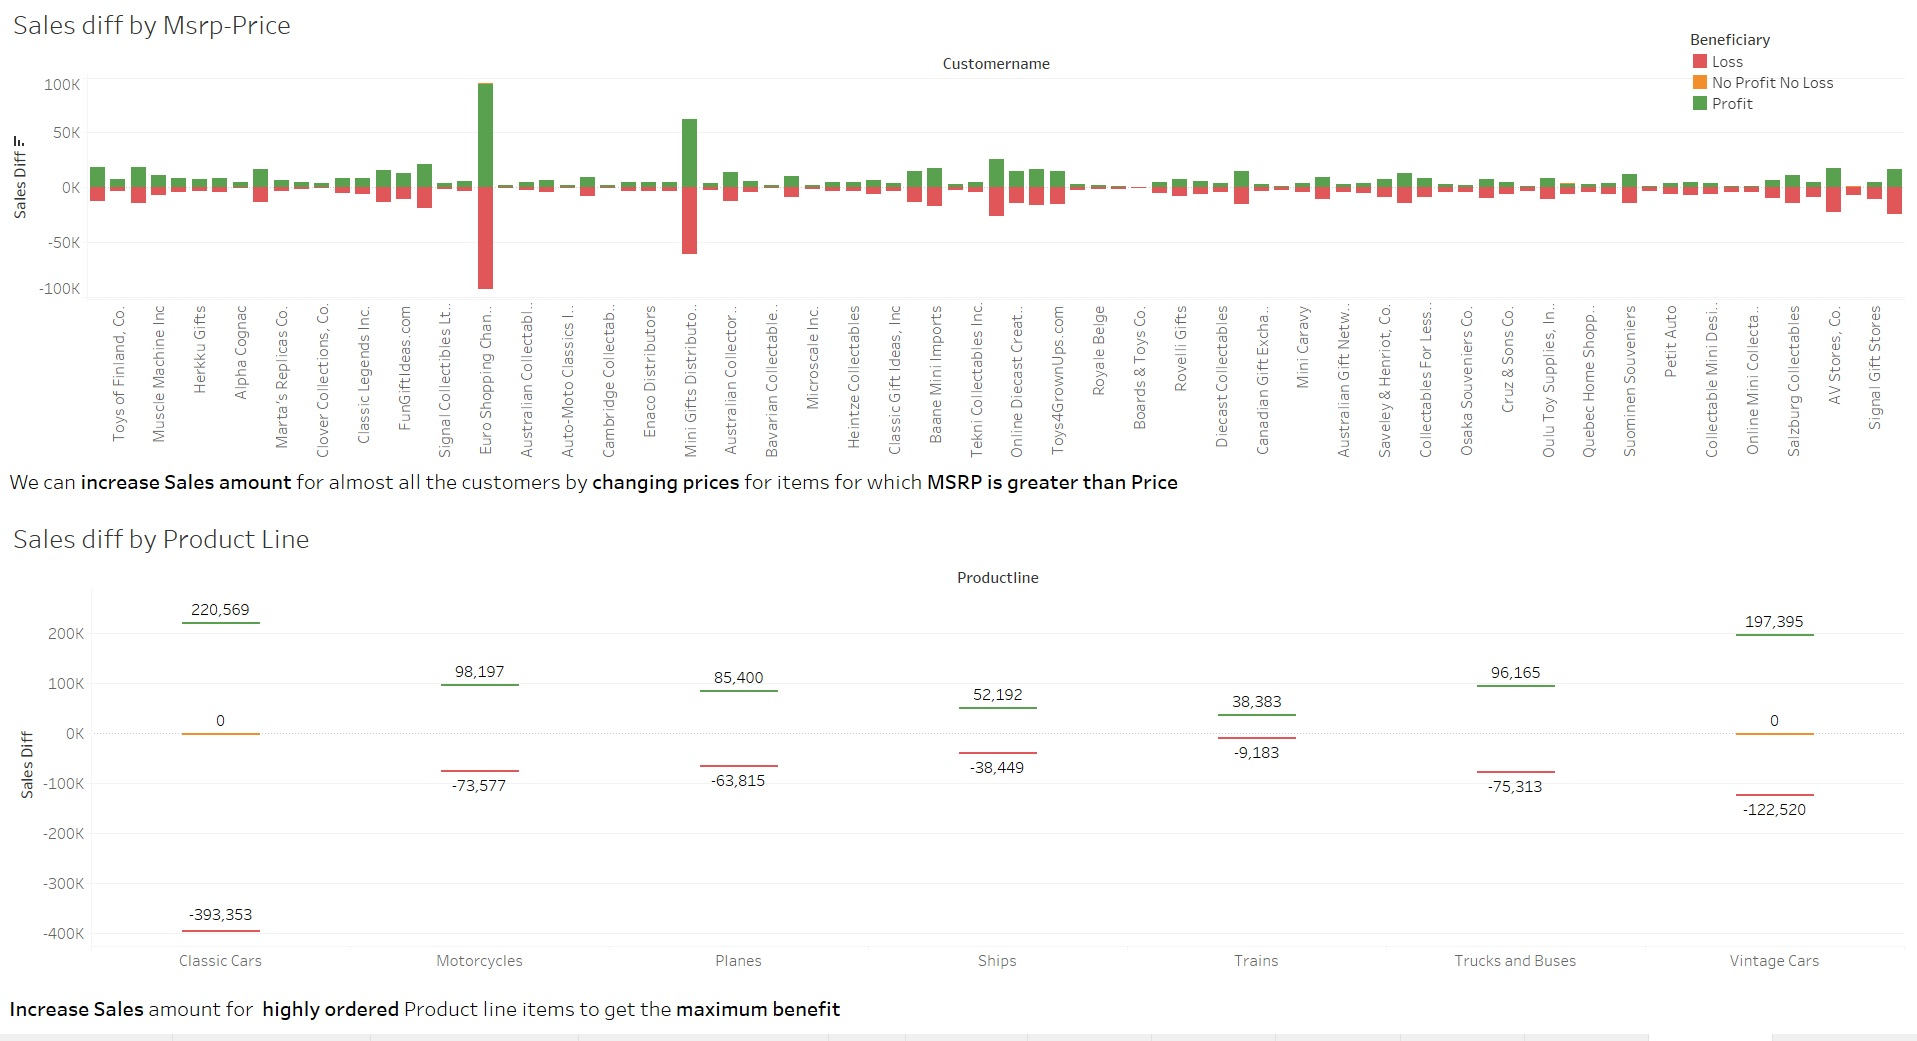 Sales diff by Msrp-Price
Beneficiary
Loss
No Profit No Loss
Profit
Customername
Sales Diff
100K
50K
0K
-50K
-100K
Toys of Finland, Co.
Muscle Machine Inc
Herkku Gifts
Alpha Cognac
Marta's Replicas Co.
Clover Collections, Co.
Classic Legends Inc.
FunGiftIdeas.com
Signal Collectibles Lt..
Euro Shopping Chan..
Australian Collectabl..
Auto-Moto Classics I..
Cambridge Collectab..
Enaco Distributors
Mini Gifts Distributo..
Australian Collector..
Bavarian Collectable..
Microscale Inc.
Heintze Collectables
Classic Gift Ideas, Inc
Baane Mini Imports
Tekni Collectables Inc.
Online Diecast Creat..
Toys4GrownUps.com
Royale Belge
Boards & Toys Co.
Rovelli Gifts
Diecast Collectables
Canadian Gift Excha..
Mini Caravy
Australian Gift Netw..
Saveley & Henriot, Co.
Collectables For Less..
Osaka Souveniers Co.
Cruz & Sons Co.
Oulu Toy Supplies, In..
Quebec Home Shopp..
Suominen Souveniers
Petit Auto
Collectable Mini Desi..
Online Mini Collecta..
Salzburg Collectables
AV Stores, Co.
Signal Gift Stores
We can increase Sales amount for almost all the customers by changing prices for items for which MSRP is greater than Price
Sales diff by Product Line
Productline
Sales Diff
200K
100K
0K
-100K
-200K
-300K
-400K
220,569
0
-393,353
98,197
-73,577
85,400
-63,815
52,192
-38,449
38,383
-9,183
96,165
-75,313
197,395
0
-122,520
Classic Cars
Motorcycles
Planes
Ships
Trains
Trucks and Buses
Vintage Cars
Increase Sales amount for highly ordered Product line items to get the maximum benefit